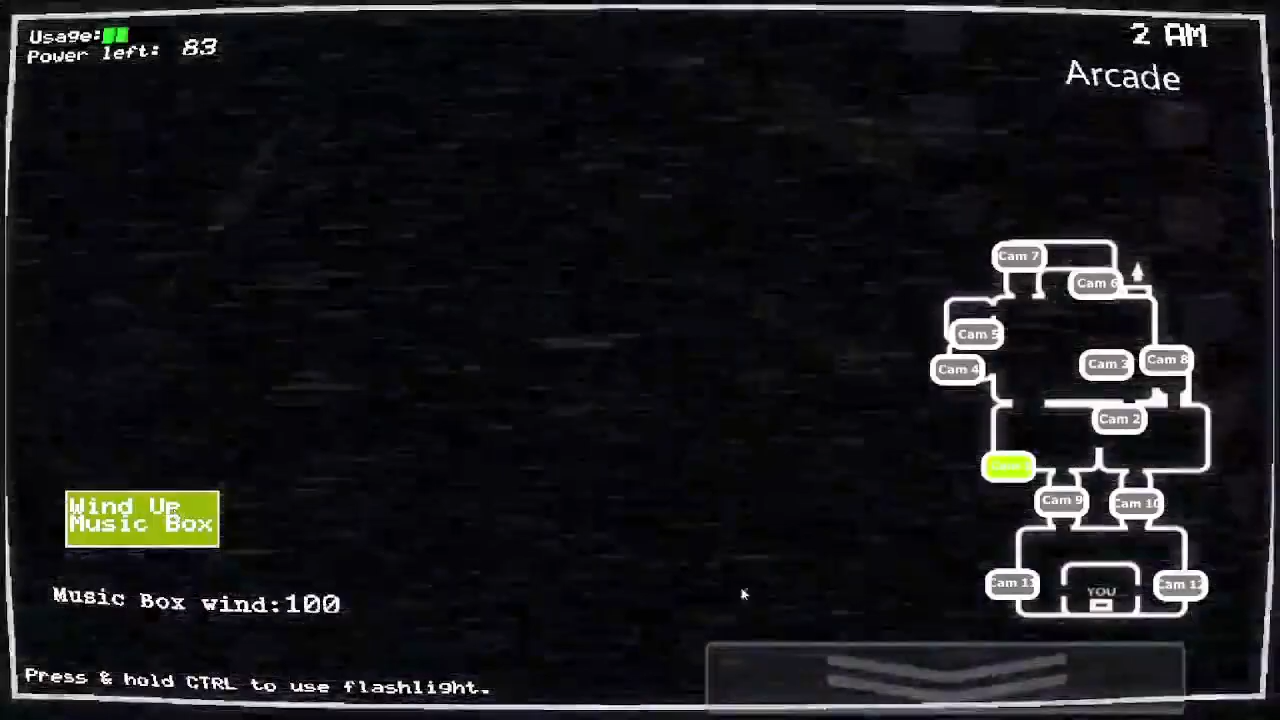 Usage:
Power left: 83
2 AM
Arcade
Cam 7
Cam 6
Cam 5
Cam 3
Cam 8
Cam 4
Cam 2
Cam 9
Cam 10
Wind Up
Music Box
Cam 11
Cam 12
YOU
Music Box wind:100
Press & hold CTRL to use flashlight.